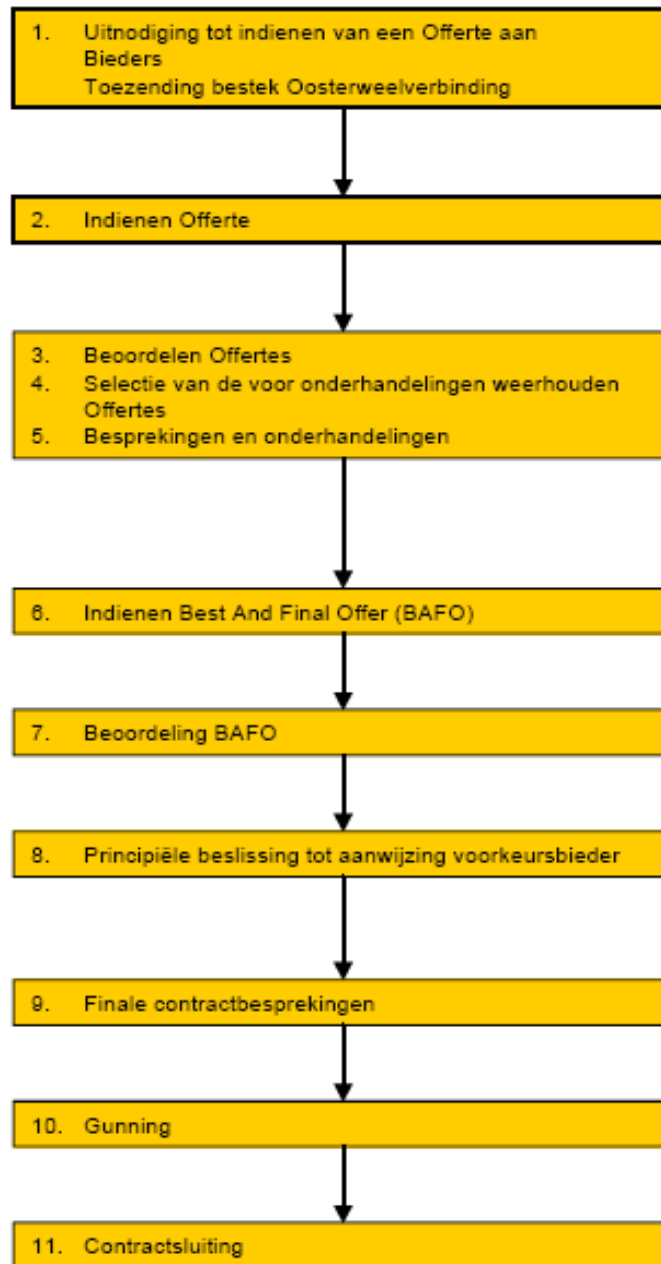 1. Uitnodiging tot indienen van een Offerte aan
Bieders
Toezending bestek Oosterweelverbinding
2. Indienen Offerte
3. Beoordelen Offertes
4. Selectie van de voor onderhandelingen weerhouden
Offertes
5. Besprekingen en onderhandelingen
6. Indienen Best And Final Offer (BAFO)
7. Beoordeling BAFO
8. Principiële beslissing tot aanwijzing voorkeursbieder
9. Finale contractbesprekingen
10. Gunning
11. Contractsluiting